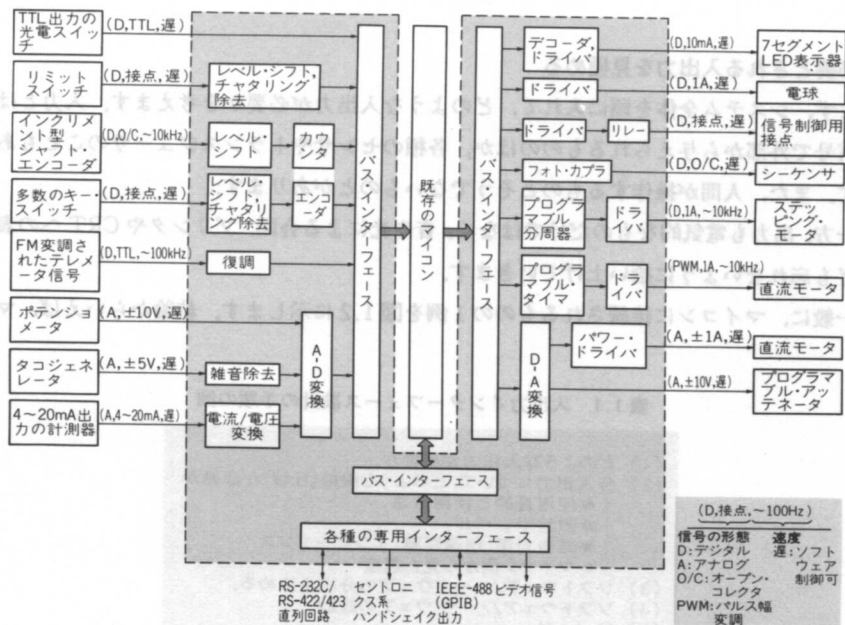 TTL出力の
光電スイッ
チ
(D,TTL,遅)
リミット
スイッチ
(D,接点,遅)
レベル・シフト,
チャタリング
除去
インクリメ
ント型
シャフト・
エンコーダ
(D,O/C,~10kHz)
レベル・
シフト
カウ
ンタ
多数のキー・
スイッチ
(D,接点,遅)
レベル・
シフト,チ
ャタリ
ング除去
エンコ
ーダ
FM変調さ
れたテレメ
ータ信号
(D,TTL,~100kHz)
復調
ポテンショ
メータ
(A,±10V,遅)
タコジェネ
レータ
(A,±5V,遅)
雑音除去
4~20mA出
力の計測器
(A,4~20mA,遅)
電流/電圧
変換
A・D変換
バス・インタフェース
既存のマイコン
バス・インタフェース
デコーダ,
ドライバ
(D,10mA,遅)
7セグメント
LED表示器
ドライバ
(D,1A,遅)
電球
ドライバ
リレー
(D,接点,遅)
信号制御用
接点
フォト・カプラ
(D,O/C,遅)
シーケンサ
プログラ
マブル
分周器
ドラ
イバ
(D,1A,~10kHz)
ステッ
ピング・
モータ
プログラ
マブル・
タイマ
ドラ
イバ
(PWM,1A,~10kHz)
直流モータ
D・A変換
パワー・
ドライバ
(A,±1A,遅)
直流モータ
(A,±10V,遅)
プログラマ
ブル・アッ
テネータ
バス・インターフェース
各種の専用インターフェース
RS-232C/
RS-422/423
直列回路
セントロニ
クス系
ハンドシェイク出力
IEEE-488
(GPIB)
ビデオ信号
(D,接点,~100Hz)
信号の形態
D:デジタル
A:アナログ
O/C:オープン・
コレクタ
PWM:パルス幅
変調
速度
遅:ソフト
ウェア
制御可